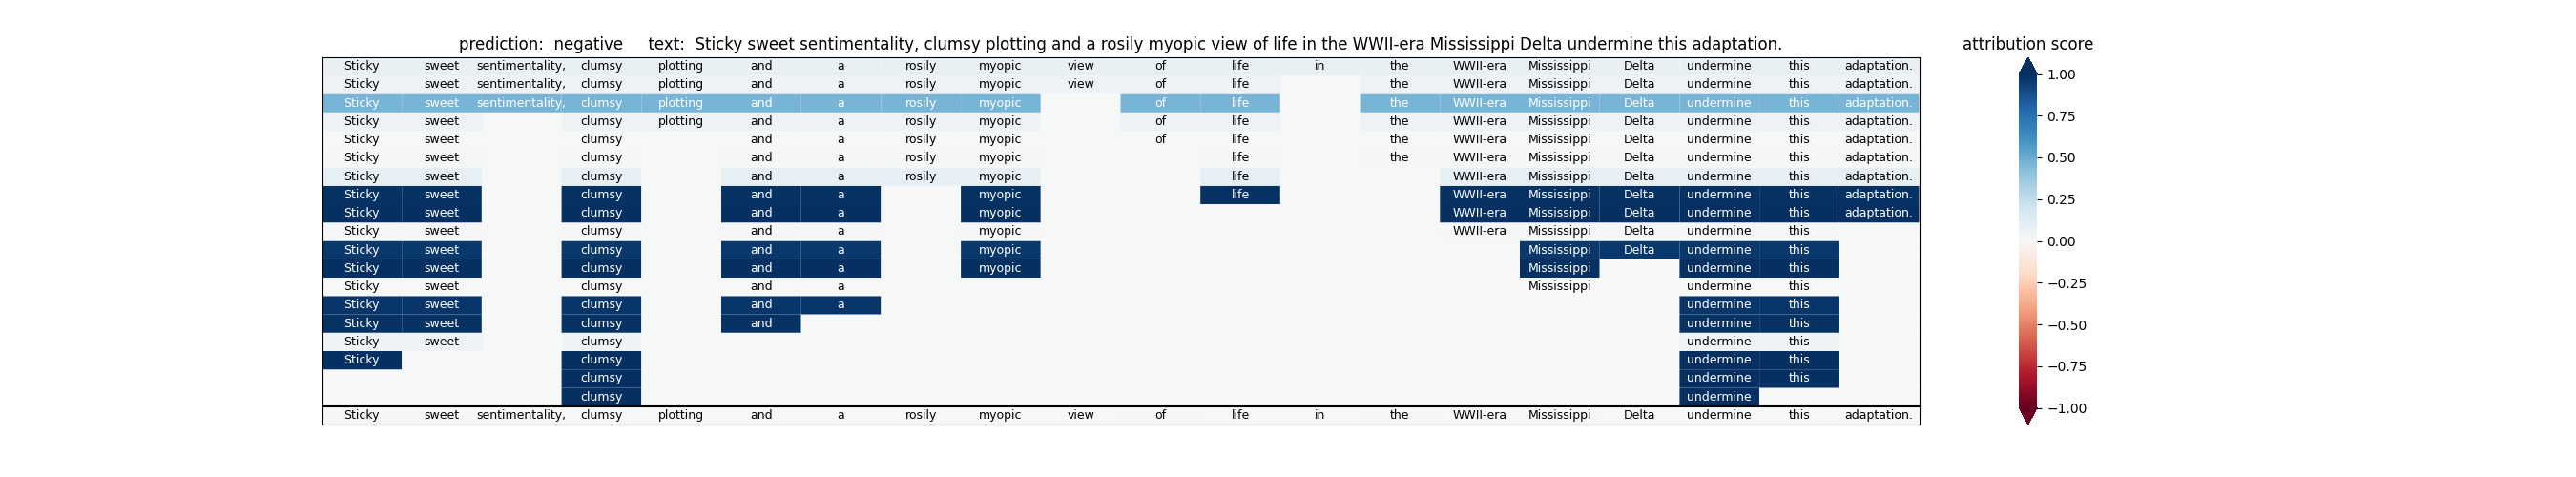 prediction: negative text: Sticky sweet sentimentality, clumsy plotting and a rosily myopic view of life in the WWII-era Mississippi Delta undermine this adaptation.
attribution score
Sticky sweet sentimentality, clumsy plotting and a rosily myopic view of life in the WWII-era Mississippi Delta undermine this adaptation.
Sticky sweet sentimentality, clumsy plotting and a rosily myopic view of life the WWII-era Mississippi Delta undermine this adaptation.
Sticky sweet sentimentality, clumsy plotting and a rosily myopic of life the WWII-era Mississippi Delta undermine this adaptation.
Sticky sweet clumsy plotting and a rosily myopic of life the WWII-era Mississippi Delta undermine this adaptation.
Sticky sweet clumsy and a rosily myopic of life the WWII-era Mississippi Delta undermine this adaptation.
Sticky sweet clumsy and a rosily myopic life the WWII-era Mississippi Delta undermine this adaptation.
Sticky sweet clumsy and a rosily myopic life WWII-era Mississippi Delta undermine this adaptation.
Sticky sweet clumsy and a myopic life WWII-era Mississippi Delta undermine this adaptation.
Sticky sweet clumsy and a myopic WWII-era Mississippi Delta undermine this adaptation.
Sticky sweet clumsy and a myopic WWII-era Mississippi Delta undermine this
Sticky sweet clumsy and a myopic Mississippi Delta undermine this
Sticky sweet clumsy and a myopic Mississippi undermine this
Sticky sweet clumsy and a Mississippi undermine this
Sticky sweet clumsy and a undermine this
Sticky sweet clumsy and undermine this
Sticky sweet clumsy undermine this
Sticky clumsy undermine this
clumsy undermine this
clumsy undermine
Sticky sweet sentimentality, clumsy plotting and a rosily myopic view of life in the WWII-era Mississippi Delta undermine this adaptation.
1.00
0.75
0.50
0.25
0.00
−0.25
−0.50
−0.75
−1.00